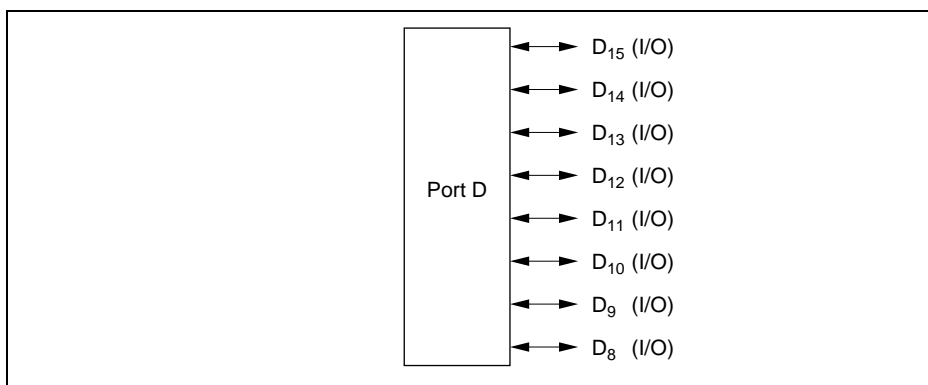 D₁₅ (I/O)
D₁₄ (I/O)
D₁₃ (I/O)
D₁₂ (I/O)
Port D
D₁₁ (I/O)
D₁₀ (I/O)
D₉ (I/O)
D₈ (I/O)